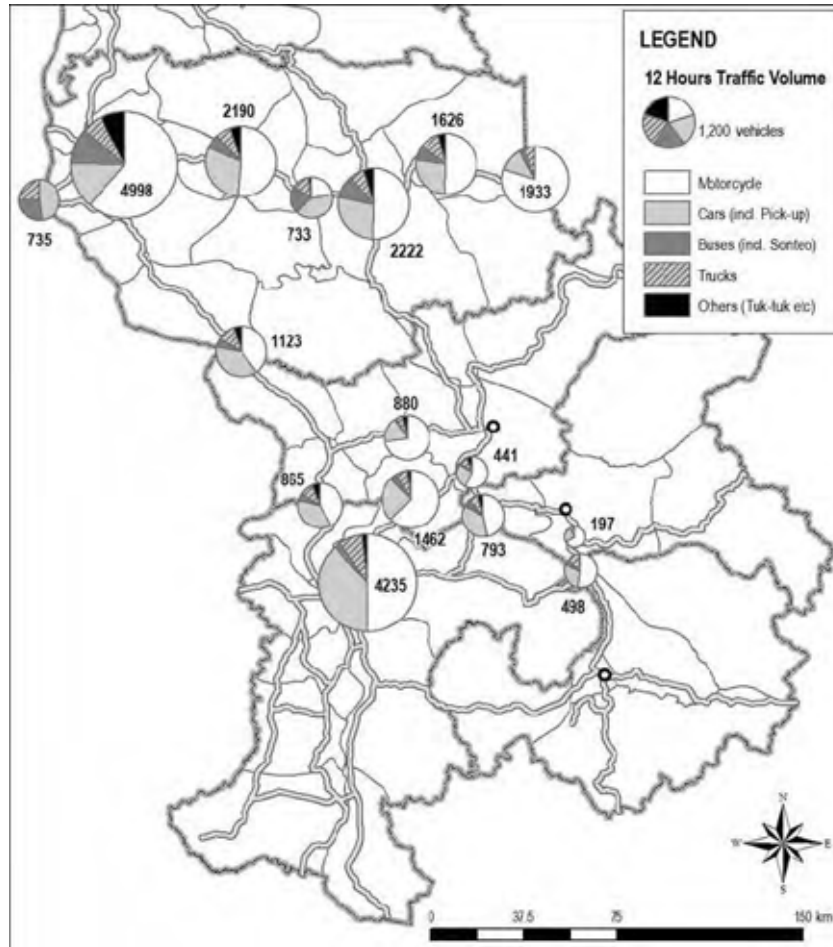 LEGEND
12 Hours Traffic Volume
1,200 vehicles
Motorcycle
Cars (incl. Pick-up)
Buses (incl. Sonteo)
Trucks
Others (Tuk-tuk etc)
2190
1626
4998
1933
735
733
2222
1123
880
441
865
1462
793
197
4235
498
N
W
E
S
0
37.5
75
150 km